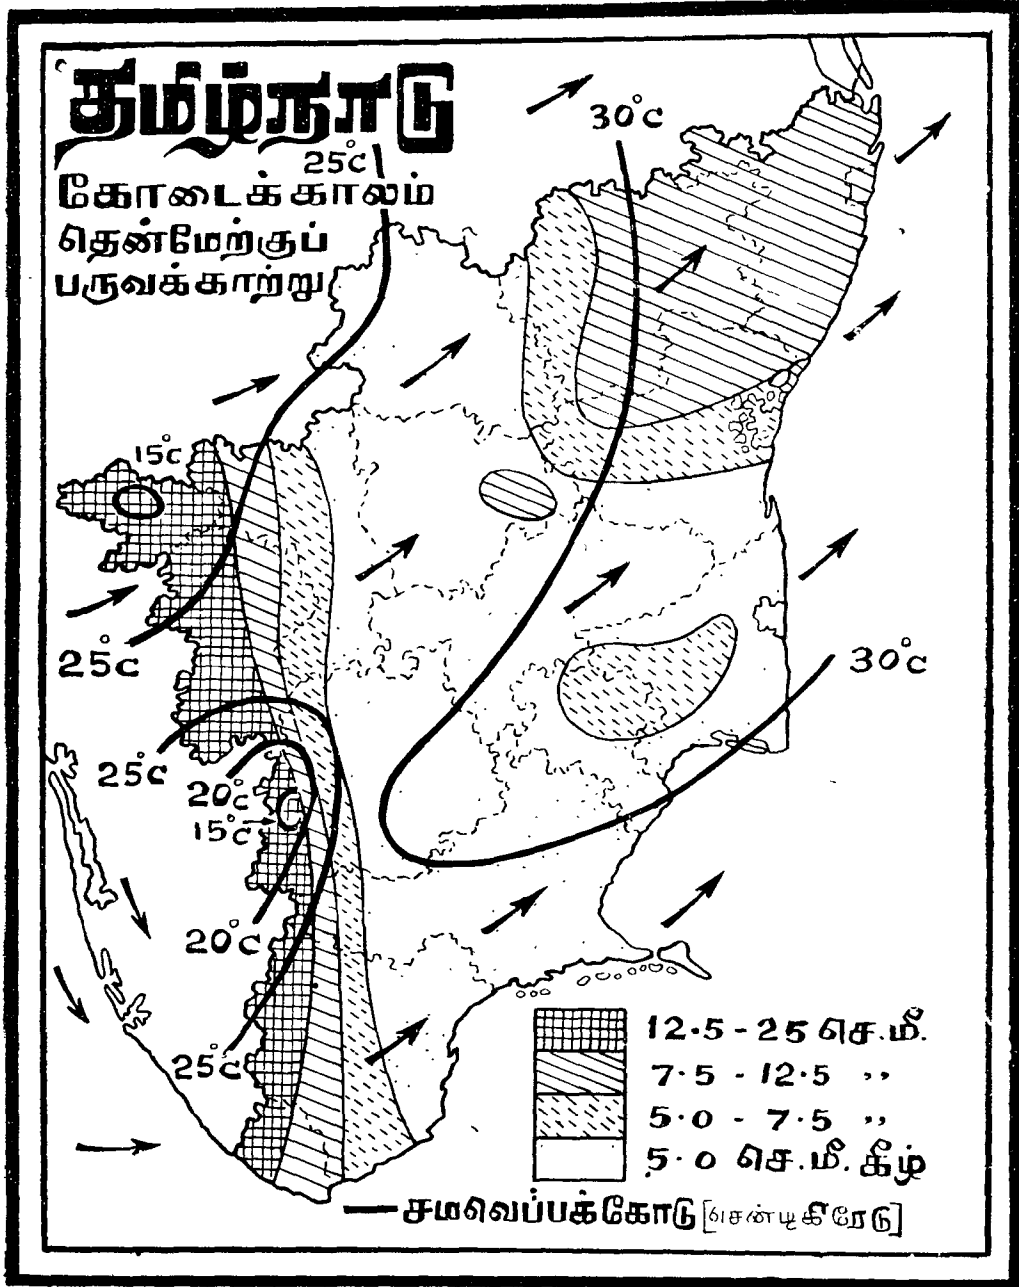 தமிழ்நாடு
25°C
கோடைக்காலம்
தென்மேற்குப்
பருவக்காற்று
30°C
15°C
25°C
30°C
25°C
20°C
15°C
20°C
25°C
12.5 - 25 செ.மீ.
7.5 - 12.5 ,,
5.0 - 7.5 ,,
5.0 செ.மீ. கீழ்
சமவெப்பக்கோடு [சென்டிகிரேடு]